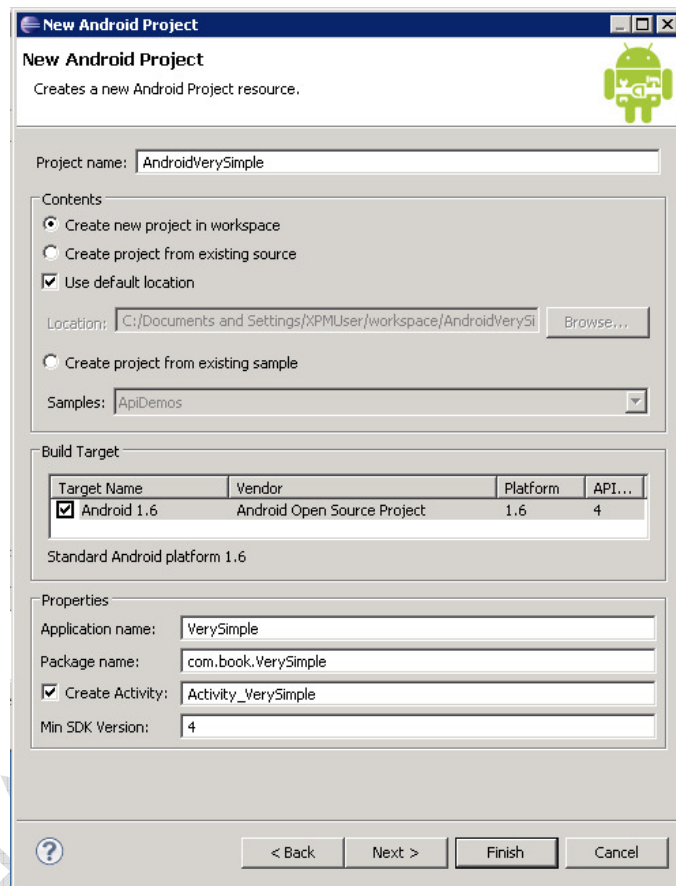 New Android Project
New Android Project
Creates a new Android Project resource.
Project name: AndroidVerySimple
Contents
Create new project in workspace
Create project from existing source
Use default location
Location: C:/Documents and Settings/XPMUser/workspace/AndroidVerySi Browse...
Create project from existing sample
Samples: ApiDemos
Build Target
Target Name Vendor Platform API...
Android 1.6 Android Open Source Project 1.6 4
Standard Android platform 1.6
Properties
Application name: VerySimple
Package name: com.book.VerySimple
Create Activity: Activity_VerySimple
Min SDK Version: 4
? < Back Next > Finish Cancel